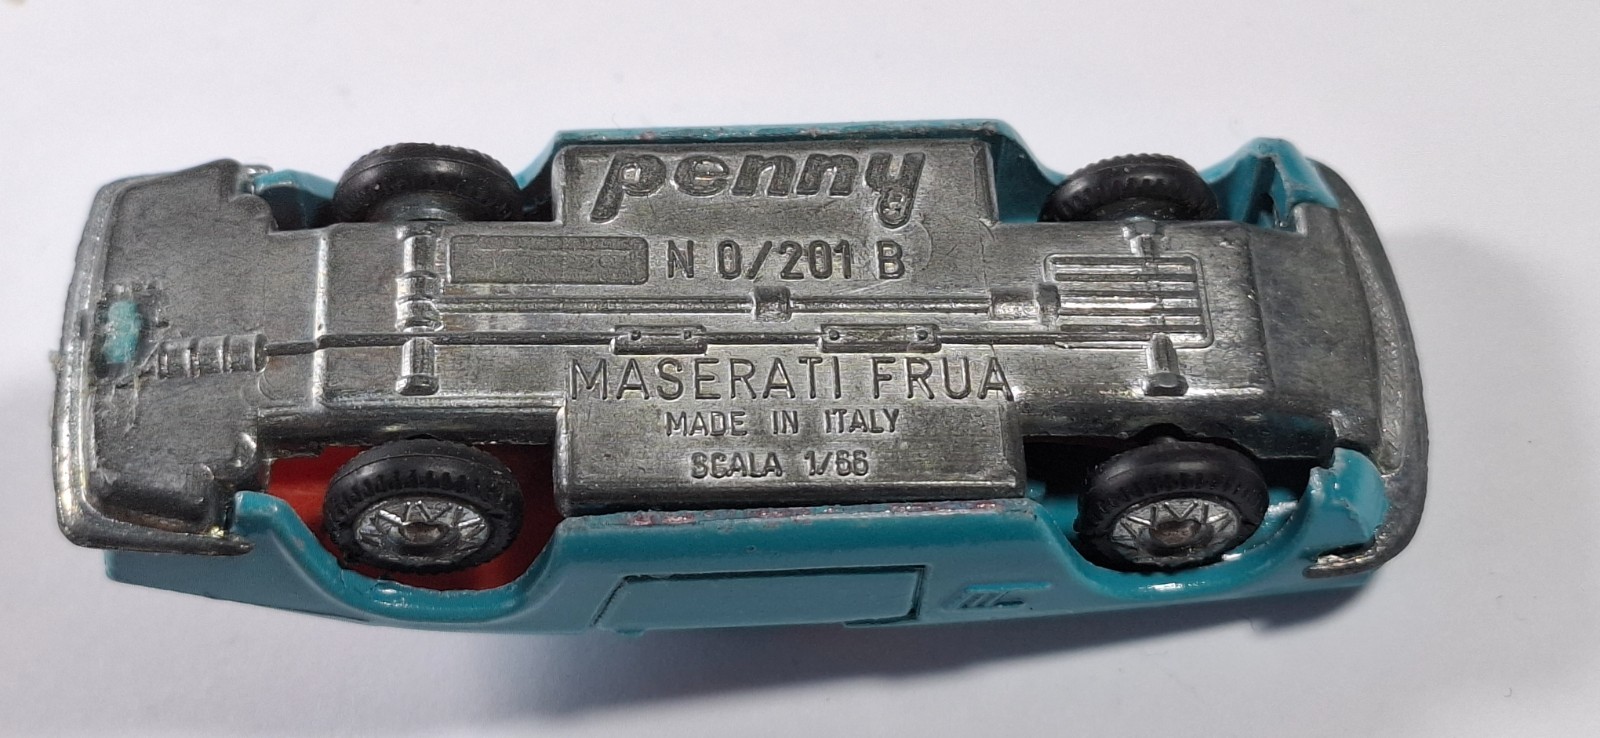 penny
N 0/201 B
MASERATI FRUA
MADE IN ITALY
SCALA 1/66